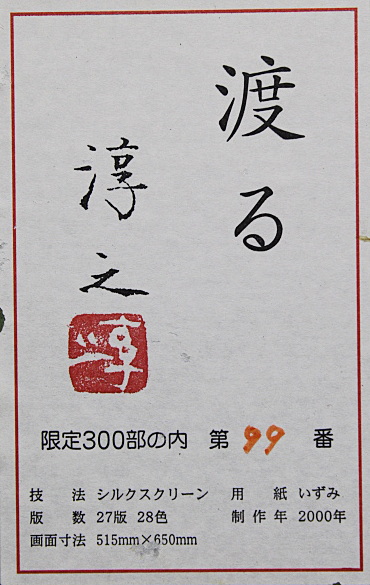 渡る
淳之
淳
限定300部の内 第 99 番
技法 シルクスクリーン 用紙 いずみ
版数 27版 28色 制作年 2000年
画面寸法 515mm×650mm